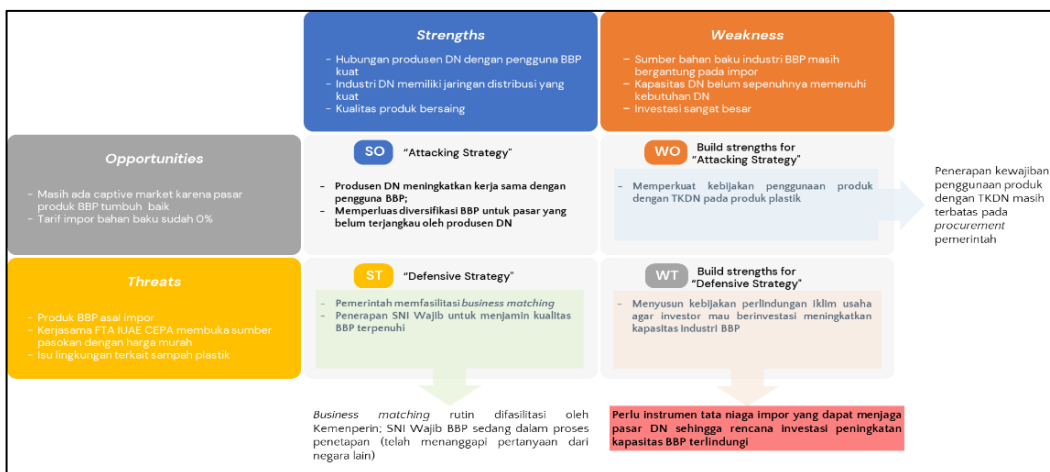 Strengths
- Hubungan produsen DN dengan pengguna BBP
kuat
- Industri DN memiliki jaringan distribusi yang
kuat
- Kualitas produk bersaing
Weakness
- Sumber bahan baku industri BBP masih
bergantung pada impor
- Kapasitas DN belum sepenuhnya memenuhi
kebutuhan DN
- Investasi sangat besar
Opportunities
- Masih ada captive market karena pasar
produk BBP tumbuh baik
- Tarif impor bahan baku sudah 0%
SO "Attacking Strategy"
- Produsen DN meningkatkan kerja sama dengan
pengguna BBP;
- Memperluas diversifikasi BBP untuk pasar yang
belum terjangkau oleh produsen DN
WO Build strengths for
"Attacking Strategy"
- Memperkuat kebijakan penggunaan produk
dengan TKDN pada produk plastik
Penerapan kewajiban
penggunaan produk
dengan TKDN masih
terbatas pada
procurement
pemerintah
Threats
- Produk BBP asal impor
- Kerjasama FTA IUAE CEPA membuka sumber
pasokan dengan harga murah
- Isu lingkungan terkait sampah plastik
ST "Defensive Strategy"
- Pemerintah memfasilitasi business matching
- Penerapan SNI Wajib untuk menjamin kualitas
BBP terpenuhi
WT Build strengths for
"Defensive Strategy"
- Menyusun kebijakan perlindungan iklim usaha
agar investor mau berinvestasi meningkatkan
kapasitas industri BBP
Business matching rutin difasilitasi oleh
Kemenperin; SNI Wajib BBP sedang dalam proses
penetapan (telah menanggapi pertanyaan dari
negara lain)
Perlu instrumen tata niaga impor yang dapat menjaga
pasar DN sehingga rencana investasi peningkatan
kapasitas BBP terlindungi